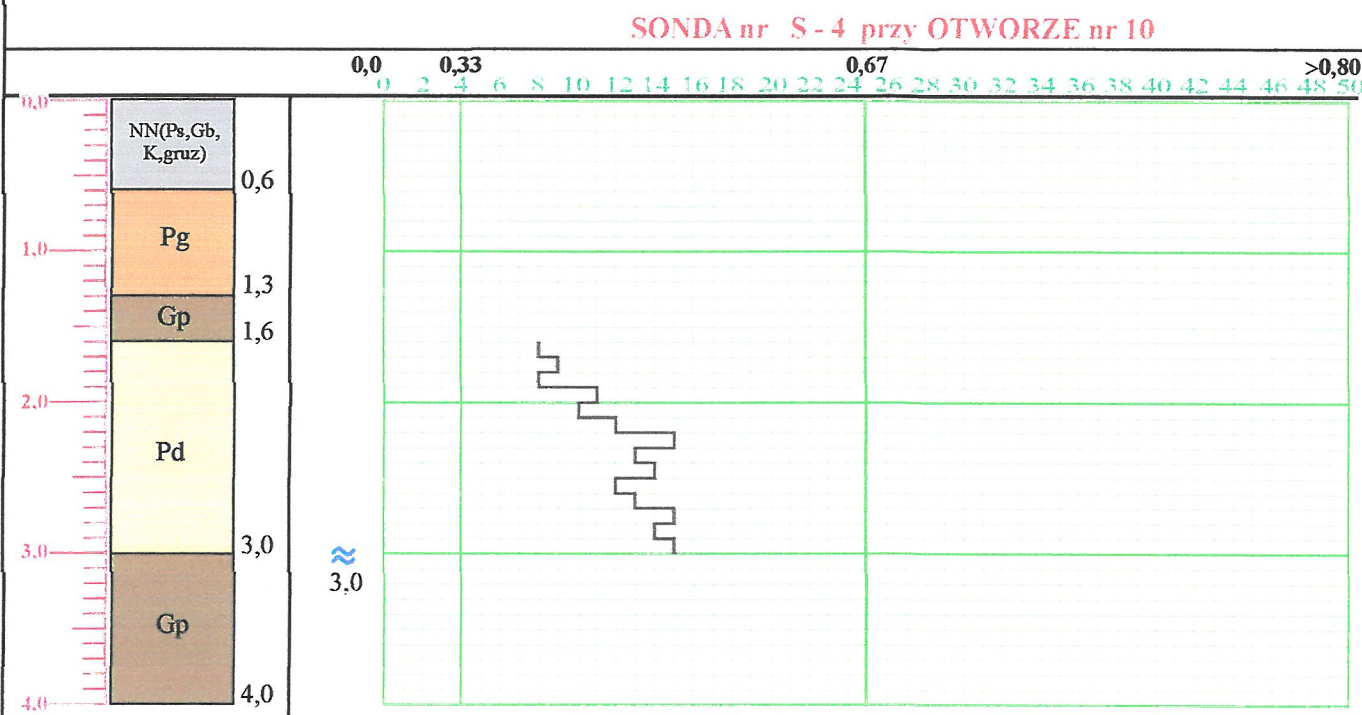 SONDA nr S - 4 przy OTWORZE nr 10
0,0 0,33 0,67 >0,80
0 2 4 6 8 10 12 14 16 18 20 22 24 26 28 30 32 34 36 38 40 42 44 46 48 50
0,0
NN(Ps,Gb,
K,gruz)
0,6
Pg
1,0
1,3
Gp
1,6
2,0
Pd
3,0
3,0
3,0
Gp
4,0
4,0